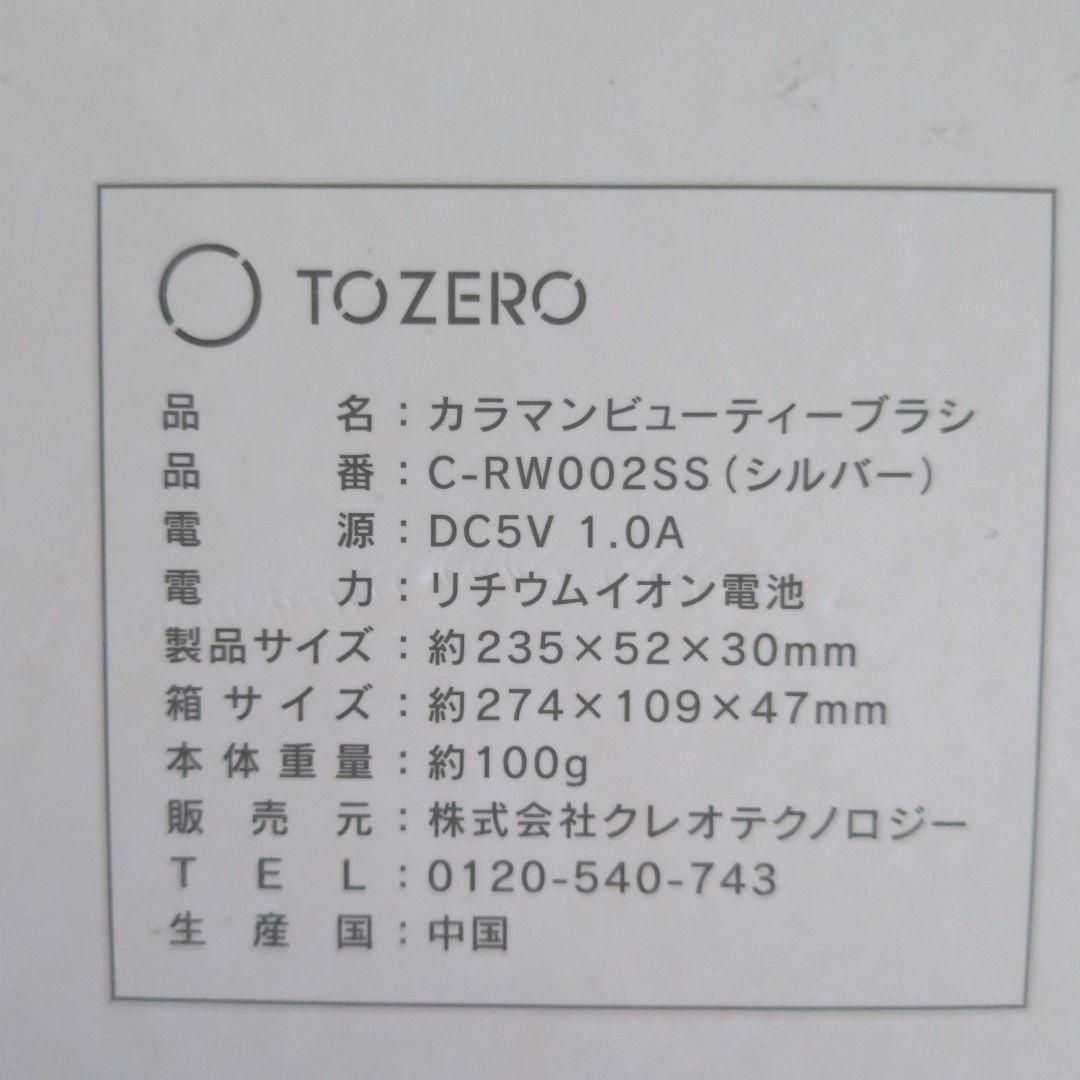 TOZERO
品名：カラマンビューティーブラシ
品番：C-RW002SS（シルバー）
電源：DC5V 1.0A
電力：リチウムイオン電池
製品サイズ：約235×52×30mm
箱サイズ：約274×109×47mm
本体重量：約100g
販売元：株式会社クレオテクノロジー
TEL：0120-540-743
生産国：中国